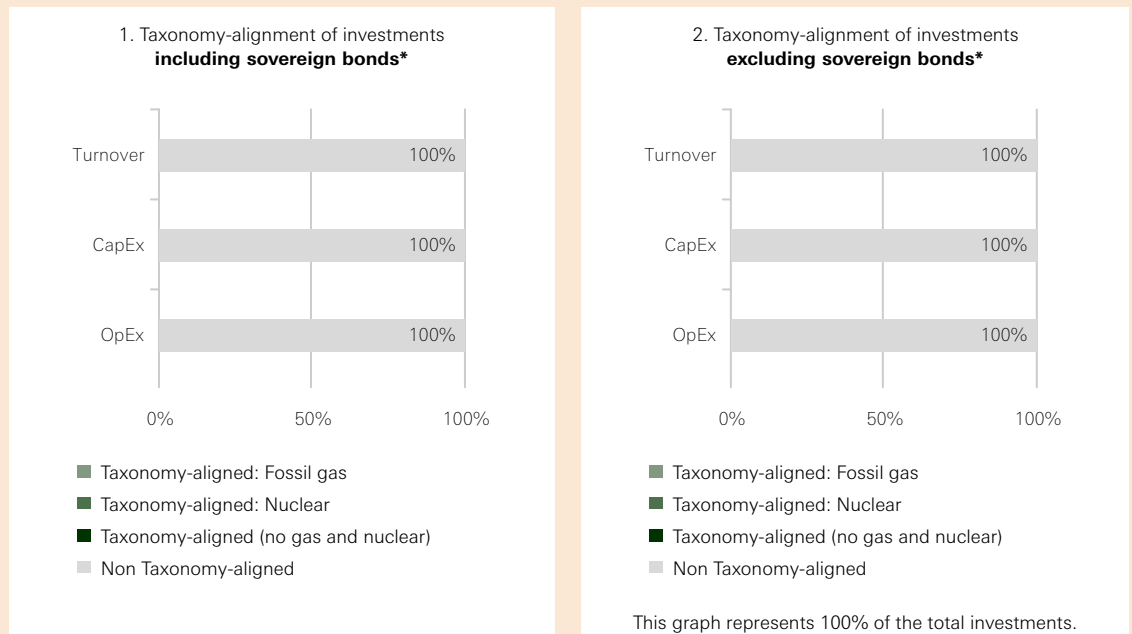 1. Taxonomy-alignment of investments
including sovereign bonds*
Turnover
100%
CapEx
100%
OpEx
100%
0%
50%
100%
Taxonomy-aligned: Fossil gas
Taxonomy-aligned: Nuclear
Taxonomy-aligned (no gas and nuclear)
Non Taxonomy-aligned
2. Taxonomy-alignment of investments
excluding sovereign bonds*
Turnover
100%
CapEx
100%
OpEx
100%
0%
50%
100%
Taxonomy-aligned: Fossil gas
Taxonomy-aligned: Nuclear
Taxonomy-aligned (no gas and nuclear)
Non Taxonomy-aligned
This graph represents 100% of the total investments.